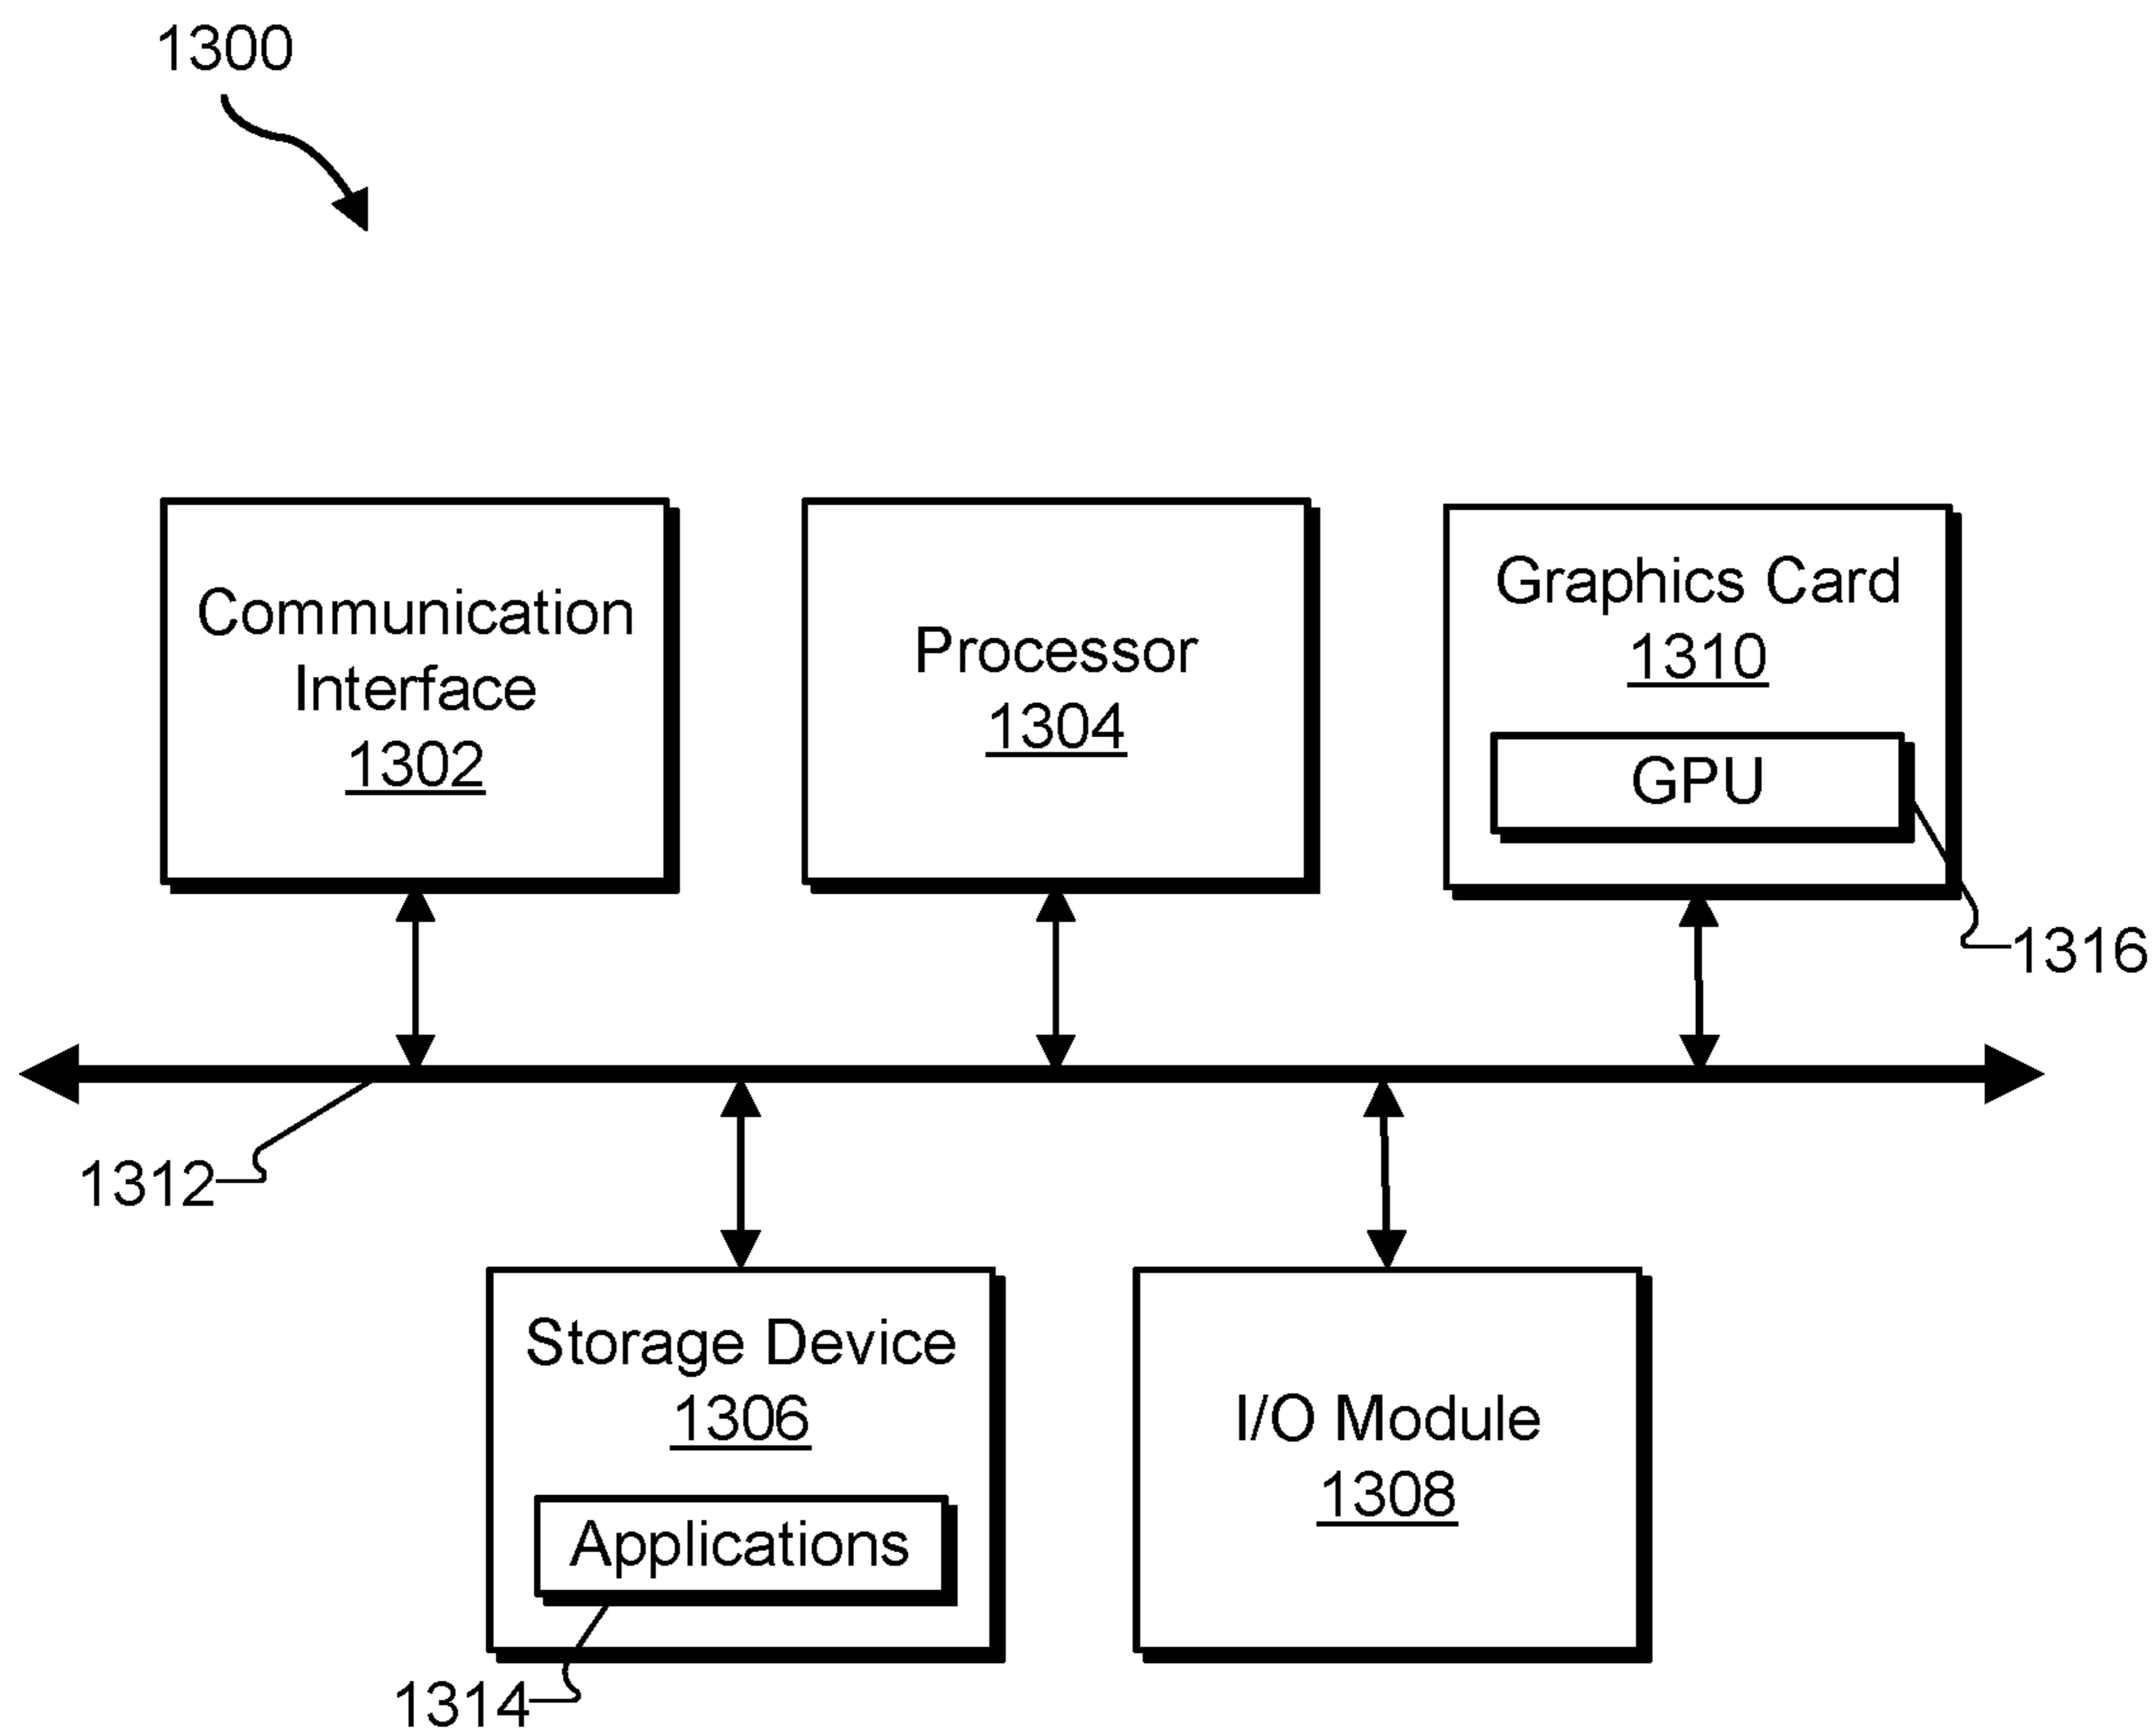 1300
Communication
Interface
1302
Processor
1304
Graphics Card
1310
GPU
1316
1312
Storage Device
1306
Applications
1314
I/O Module
1308